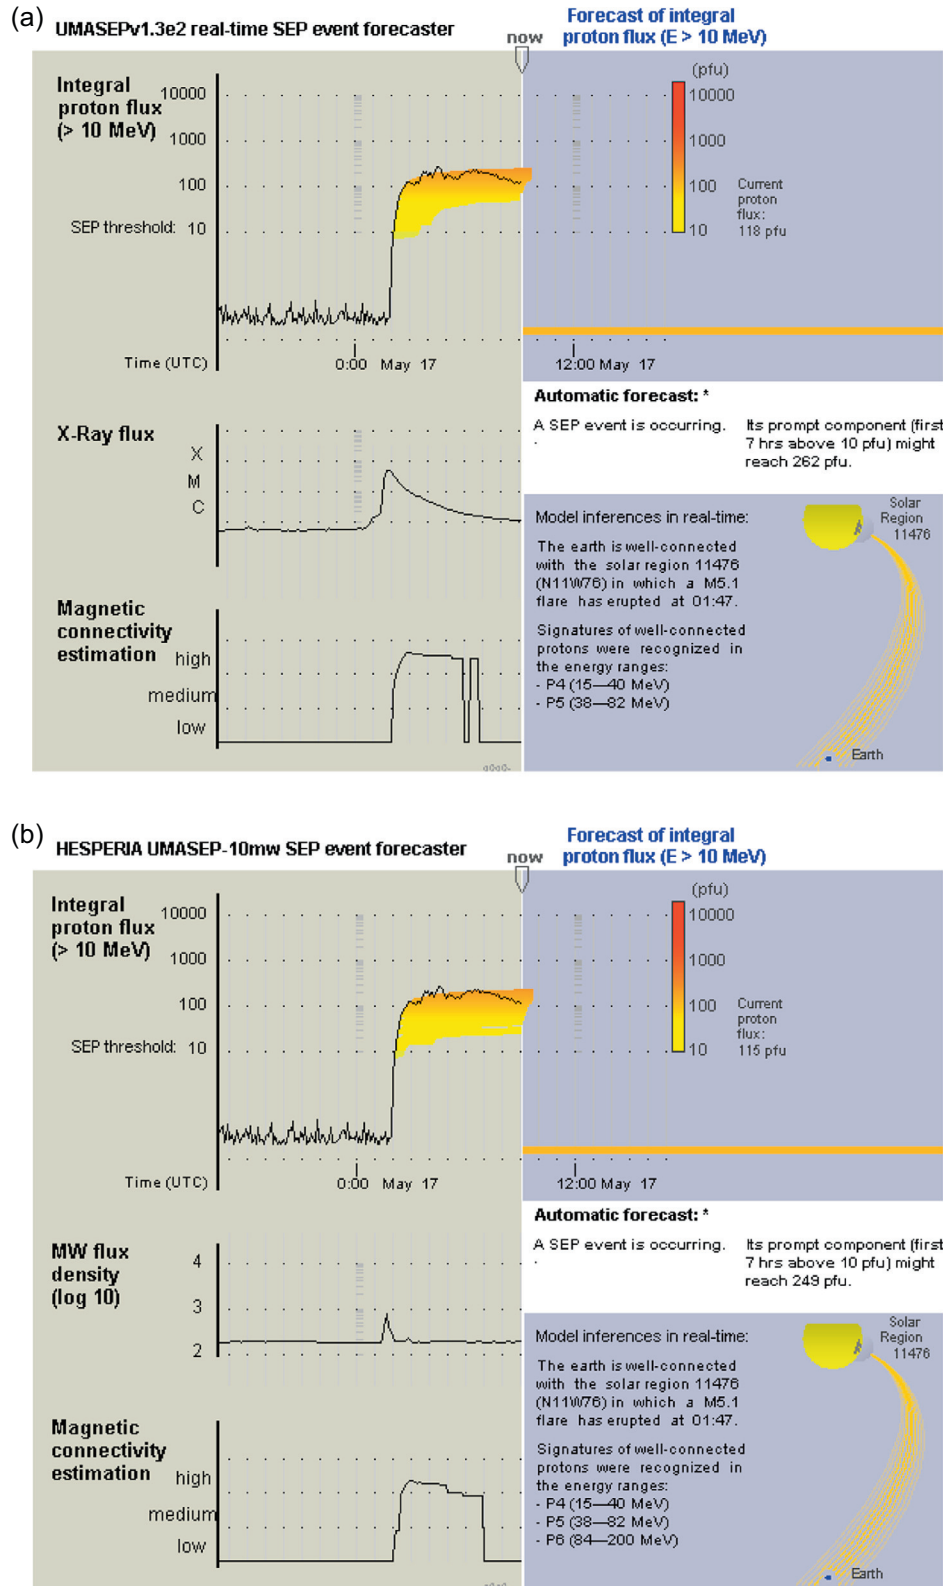 (a)
UMASEPv1.3e2 real-time SEP event forecaster
now
Forecast of integral
proton flux (E > 10 MeV)
Integral
proton flux
(> 10 MeV)
10000
1000
100
SEP threshold: 10
(pfu)
10000
1000
100
10
Current
proton
flux:
118 pfu
Time (UTC)
0:00 May 17
12:00 May 17
Automatic forecast: *
A SEP event is occurring.
.
Its prompt component (first
7 hrs above 10 pfu) might
reach 262 pfu.
X-Ray flux
X
M
C
Model inferences in real-time:
The earth is well-connected
with the solar region 11476
(N11W76) in which a M5.1
flare has erupted at 01:47.
Signatures of well-connected
protons were recognized in
the energy ranges:
- P4 (15—40 MeV)
- P5 (38—82 MeV)
Solar
Region
11476
Earth
Magnetic
connectivity
estimation
high
medium
low
(b)
HESPERIA UMASEP-10mw SEP event forecaster
now
Forecast of integral
proton flux (E > 10 MeV)
Integral
proton flux
(> 10 MeV)
10000
1000
100
SEP threshold: 10
(pfu)
10000
1000
100
10
Current
proton
flux:
115 pfu
Time (UTC)
0:00 May 17
12:00 May 17
Automatic forecast: *
A SEP event is occurring.
.
Its prompt component (first
7 hrs above 10 pfu) might
reach 249 pfu.
MW flux
density
(log 10)
4
3
2
Model inferences in real-time:
The earth is well-connected
with the solar region 11476
(N11W76) in which a M5.1
flare has erupted at 01:47.
Signatures of well-connected
protons were recognized in
the energy ranges:
- P4 (15—40 MeV)
- P5 (38—82 MeV)
- P6 (84—200 MeV)
Solar
Region
11476
Earth
Magnetic
connectivity
estimation
high
medium
low